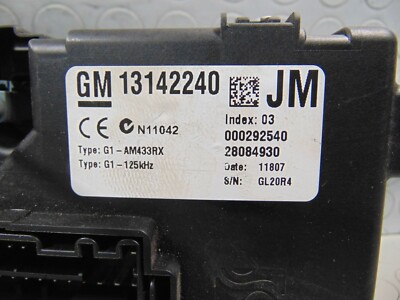 GM 13142240 JM
CE N11042
Index: 03
000292540
Type: G1-AM433RX
28084930
Type: G1-125kHz
Date: 11807
S/N: GL20R4